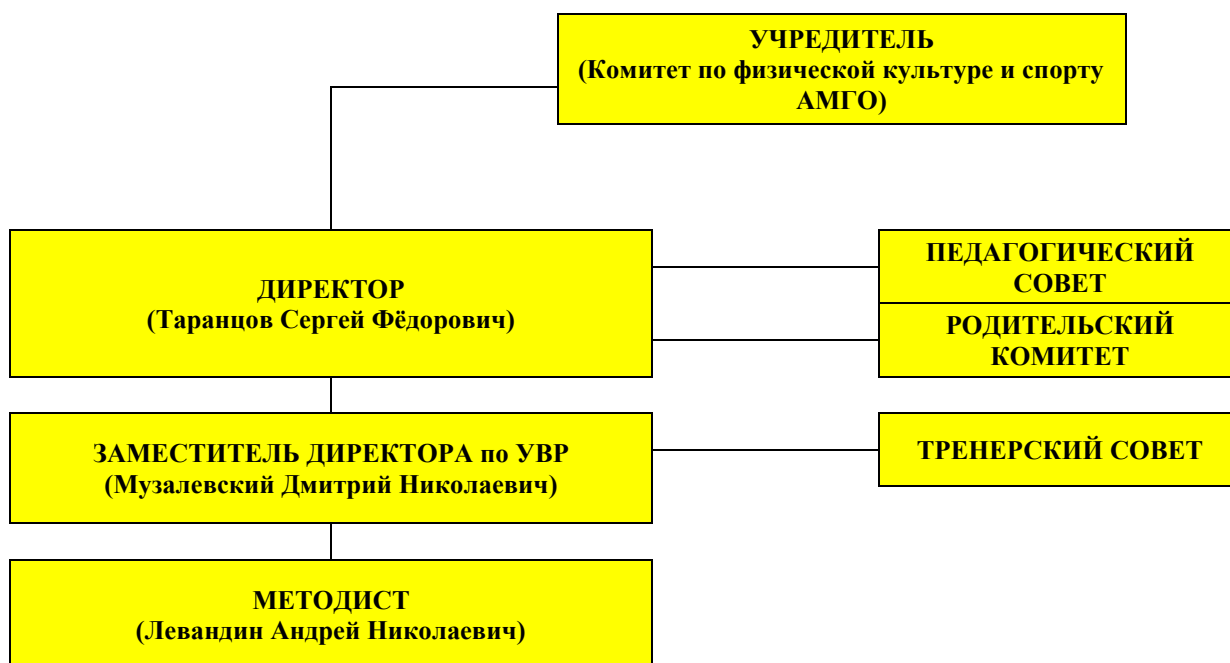 УЧРЕДИТЕЛЬ
(Комитет по физической культуре и спорту
АМГО)
ДИРЕКТОР
(Таранцов Сергей Фёдорович)
ПЕДАГОГИЧЕСКИЙ
СОВЕТ
РОДИТЕЛЬСКИЙ
КОМИТЕТ
ЗАМЕСТИТЕЛЬ ДИРЕКТОРА по УВР
(Музалевский Дмитрий Николаевич)
ТРЕНЕРСКИЙ СОВЕТ
МЕТОДИСТ
(Левандин Андрей Николаевич)